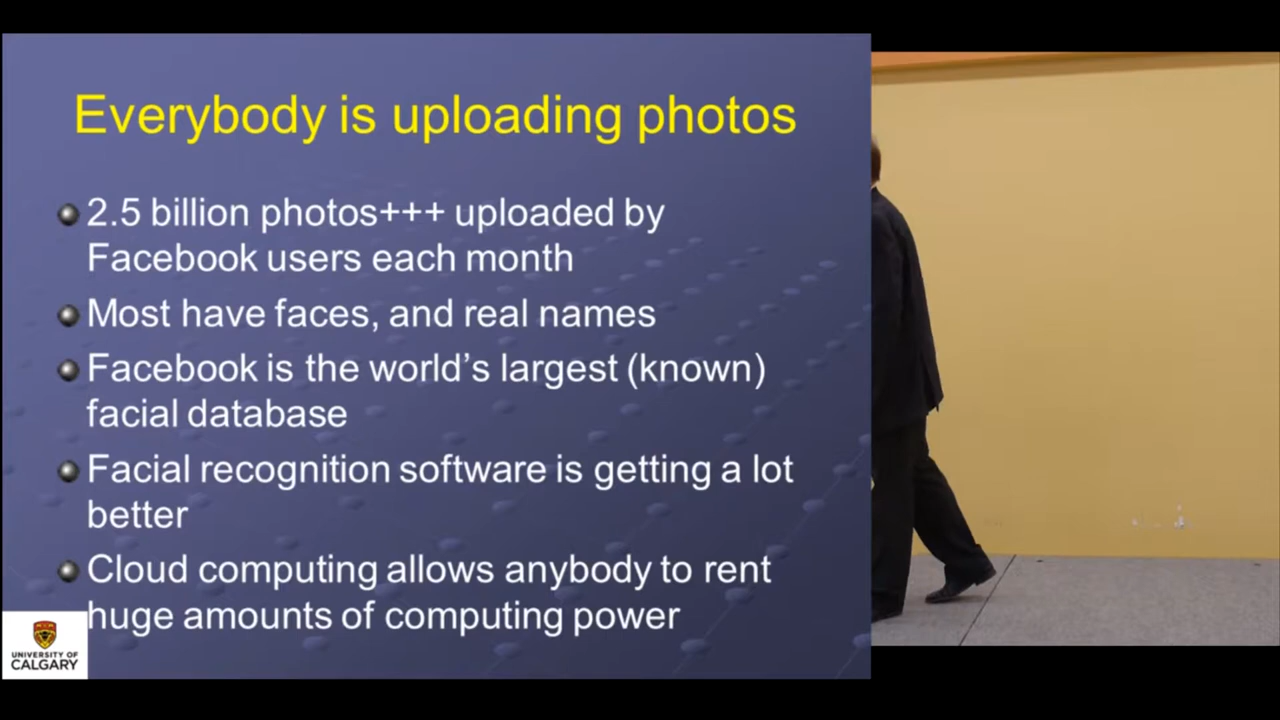 Everybody is uploading photos
2.5 billion photos+++ uploaded by
Facebook users each month
Most have faces, and real names
Facebook is the world’s largest (known)
facial database
Facial recognition software is getting a lot
better
Cloud computing allows anybody to rent
huge amounts of computing power
UNIVERSITY OF
CALGARY